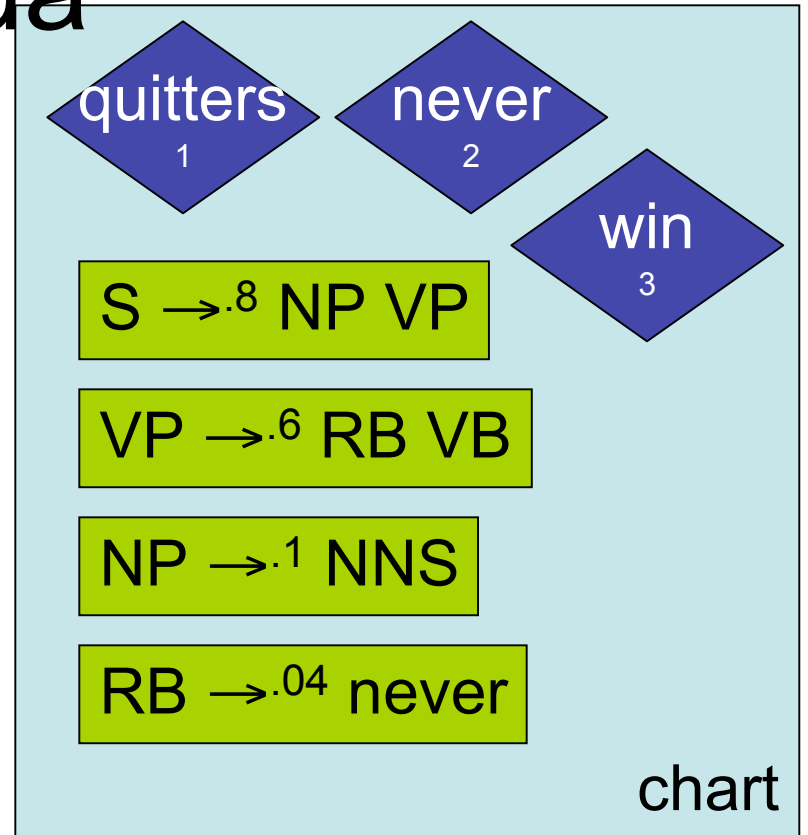 quitters
1
never
2
win
3
S →.8 NP VP
VP →.6 RB VB
NP →.1 NNS
RB →.04 never
chart